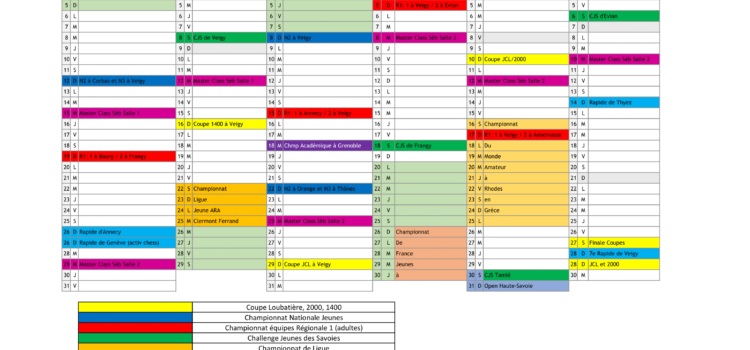 5 D
6 L
7 M
8 M
9 J
10 V
11 S
12 D N2 à Corbas et N3 à Veigy
13 L
14 M
15 M Master Class Séb Salle 1
16 J
17 V
18 S
19 D R1: 1 à Bourg / 2 à Frangy
20 L
21 M
22 M
23 J
24 V
25 S
26 D Rapide d'Annecy
26 D Rapide de Genève (activ chess)
28 M
29 M Master Class Séb Salle 2
30 J
31 V
5 M
6 J
7 V
8 S CJS de Veigy
9 D
10 L
11 M
12 M Master Class Séb Salle 1
13 J
14 V
15 S
16 D Coupe 1400 à Veigy
17 L
18 M
19 M
20 J
21 V
22 S Championnat
23 D Ligue
24 L Jeune ARA
25 M Clermont Ferrand
26 M
27 J
28 V
29 S
5 J
6 V
7 S
8 D N2 à Veigy
9 L
10 M
11 M
12 J
13 V
14 S
15 D R1: 1 à Annecy / 2 à Veigy
16 L
17 M
18 M Chmp Académique à Grenoble
19 J
20 V
21 S
22 D N2 à Orange et N3 à Thônes
23 L
24 M
25 M Master Class Séb Salle 2
26 J
27 V
28 S
29 D Coupe JCL à Veigy
30 L
31 M
5 D R1: 1 à Veigy / 2 à Evian
6 L
7 M
8 M Master Class Séb Salle 2
9 J
10 V
11 S
12 D
13 L
14 M
15 M
16 J
17 V
18 S CJS de Frangy
19 D
20 L
21 M
22 M
23 J
24 V
25 S
26 D Championnat
27 L De
28 M France
29 M Jeunes
30 J à
5 M
6 M
7 J
8 V
9 S
10 D Coupe JCL/2000
11 L
12 M Master Class Séb Salle 2
13 M
14 J
15 V
16 S Championnat
17 D R1: 1 à Veigy / 2 à Annemasse
18 L Du
19 M Monde
20 M Amateur
21 J à
22 V Rhodes
23 S en
24 D Grèce
25 L
26 M
27 M
28 J
29 V
30 S CJS
31 D Open Haute-Savoie
5 V
6 S CJS d'Evian
7 D
8 L
9 M
10 M Master Class Séb Salle 2
11 J
12 V
13 S
14 D Rapide de Thyez
15 L
16 M
17 M
18 J
19 V
20 S
21 D
22 L
23 M
24 M
25 J
26 V
27 S Finale Coupes
28 D 7e Rapide de Veigy
28 D JCL et 2000
30 M
Coupe Loubatière, 2000, 1400
Championnat Nationale Jeunes
Championnat équipes Régionale 1 (adultes)
Challenge Jeunes des Savoies
Championnat de Ligue